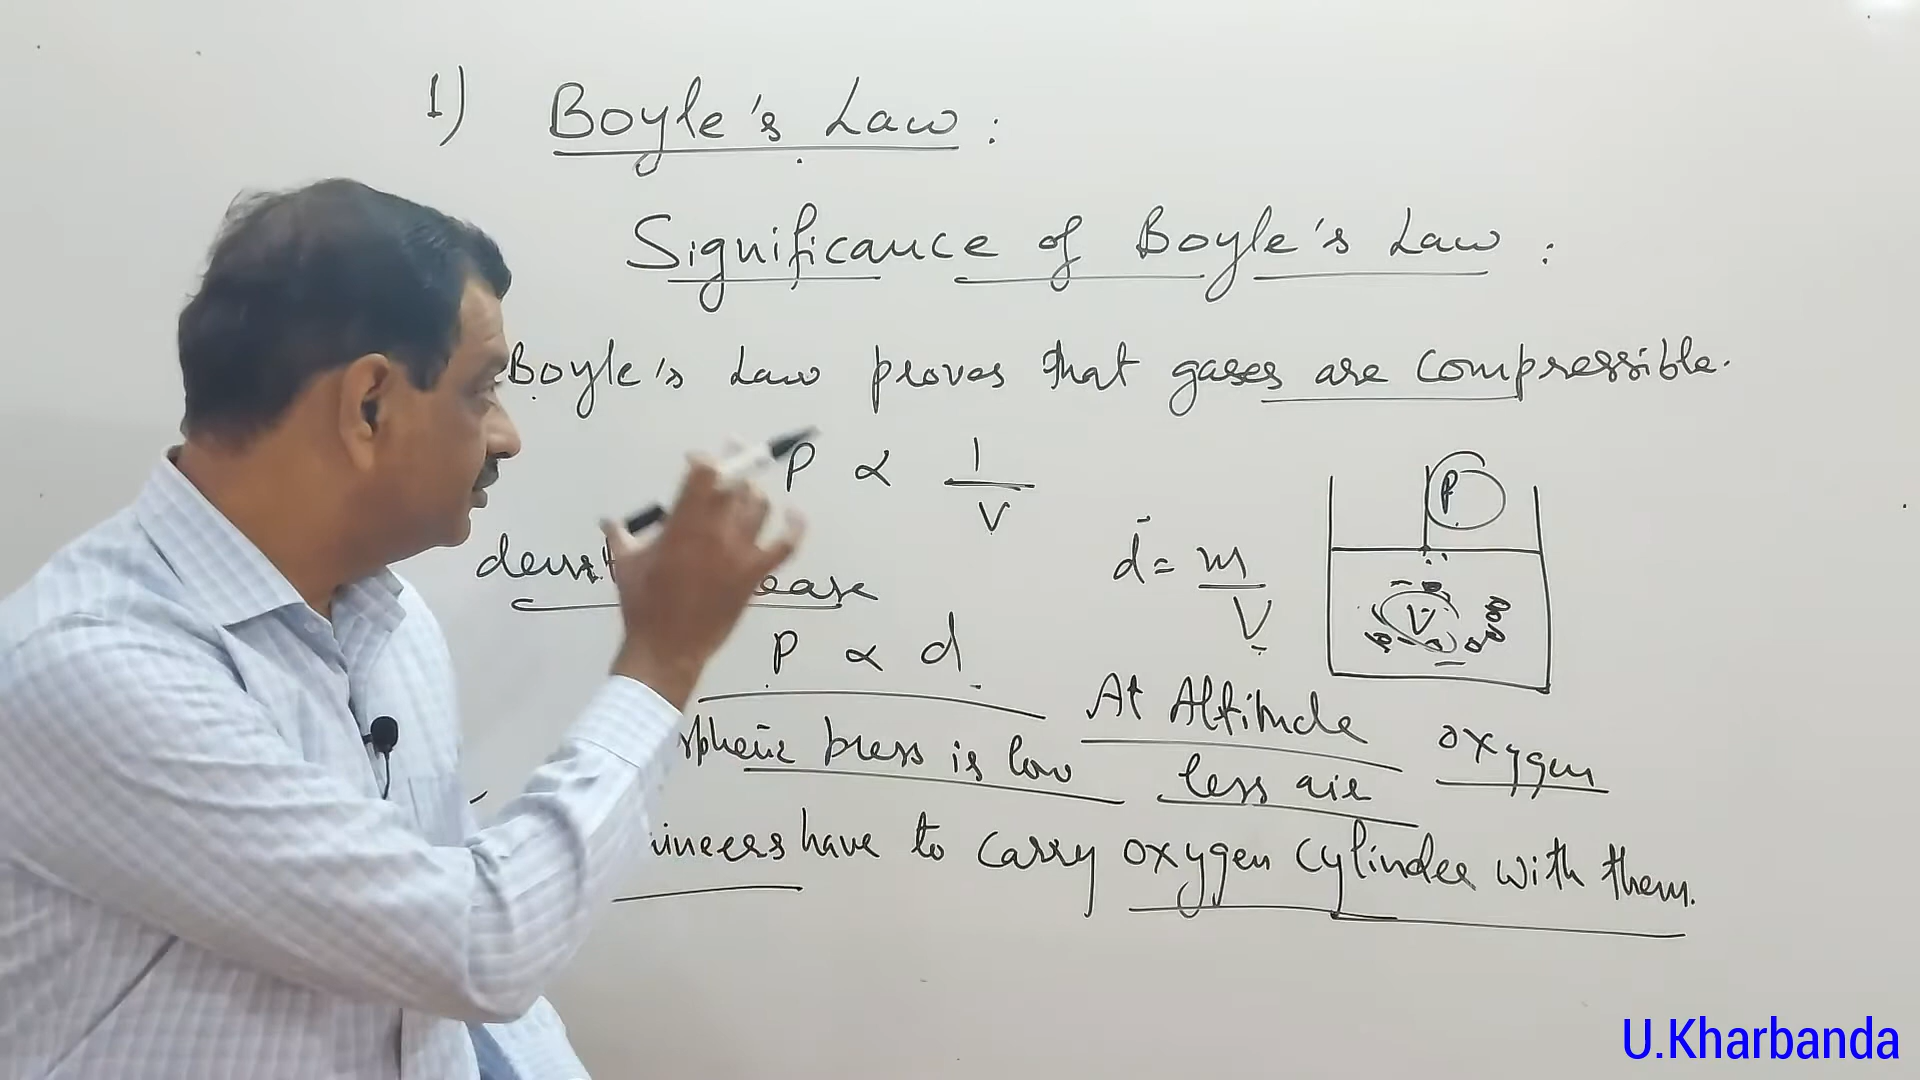 1) Boyle's Law :
Significance of Boyle's Law :
Boyle's Law proves that gases are compressible.
P ∝ 1/V
d = m/V
P
V
P ∝ d
At Altitude
oxygen
press is low
less air
have to carry oxygen cylinder with them.
U.Kharbanda